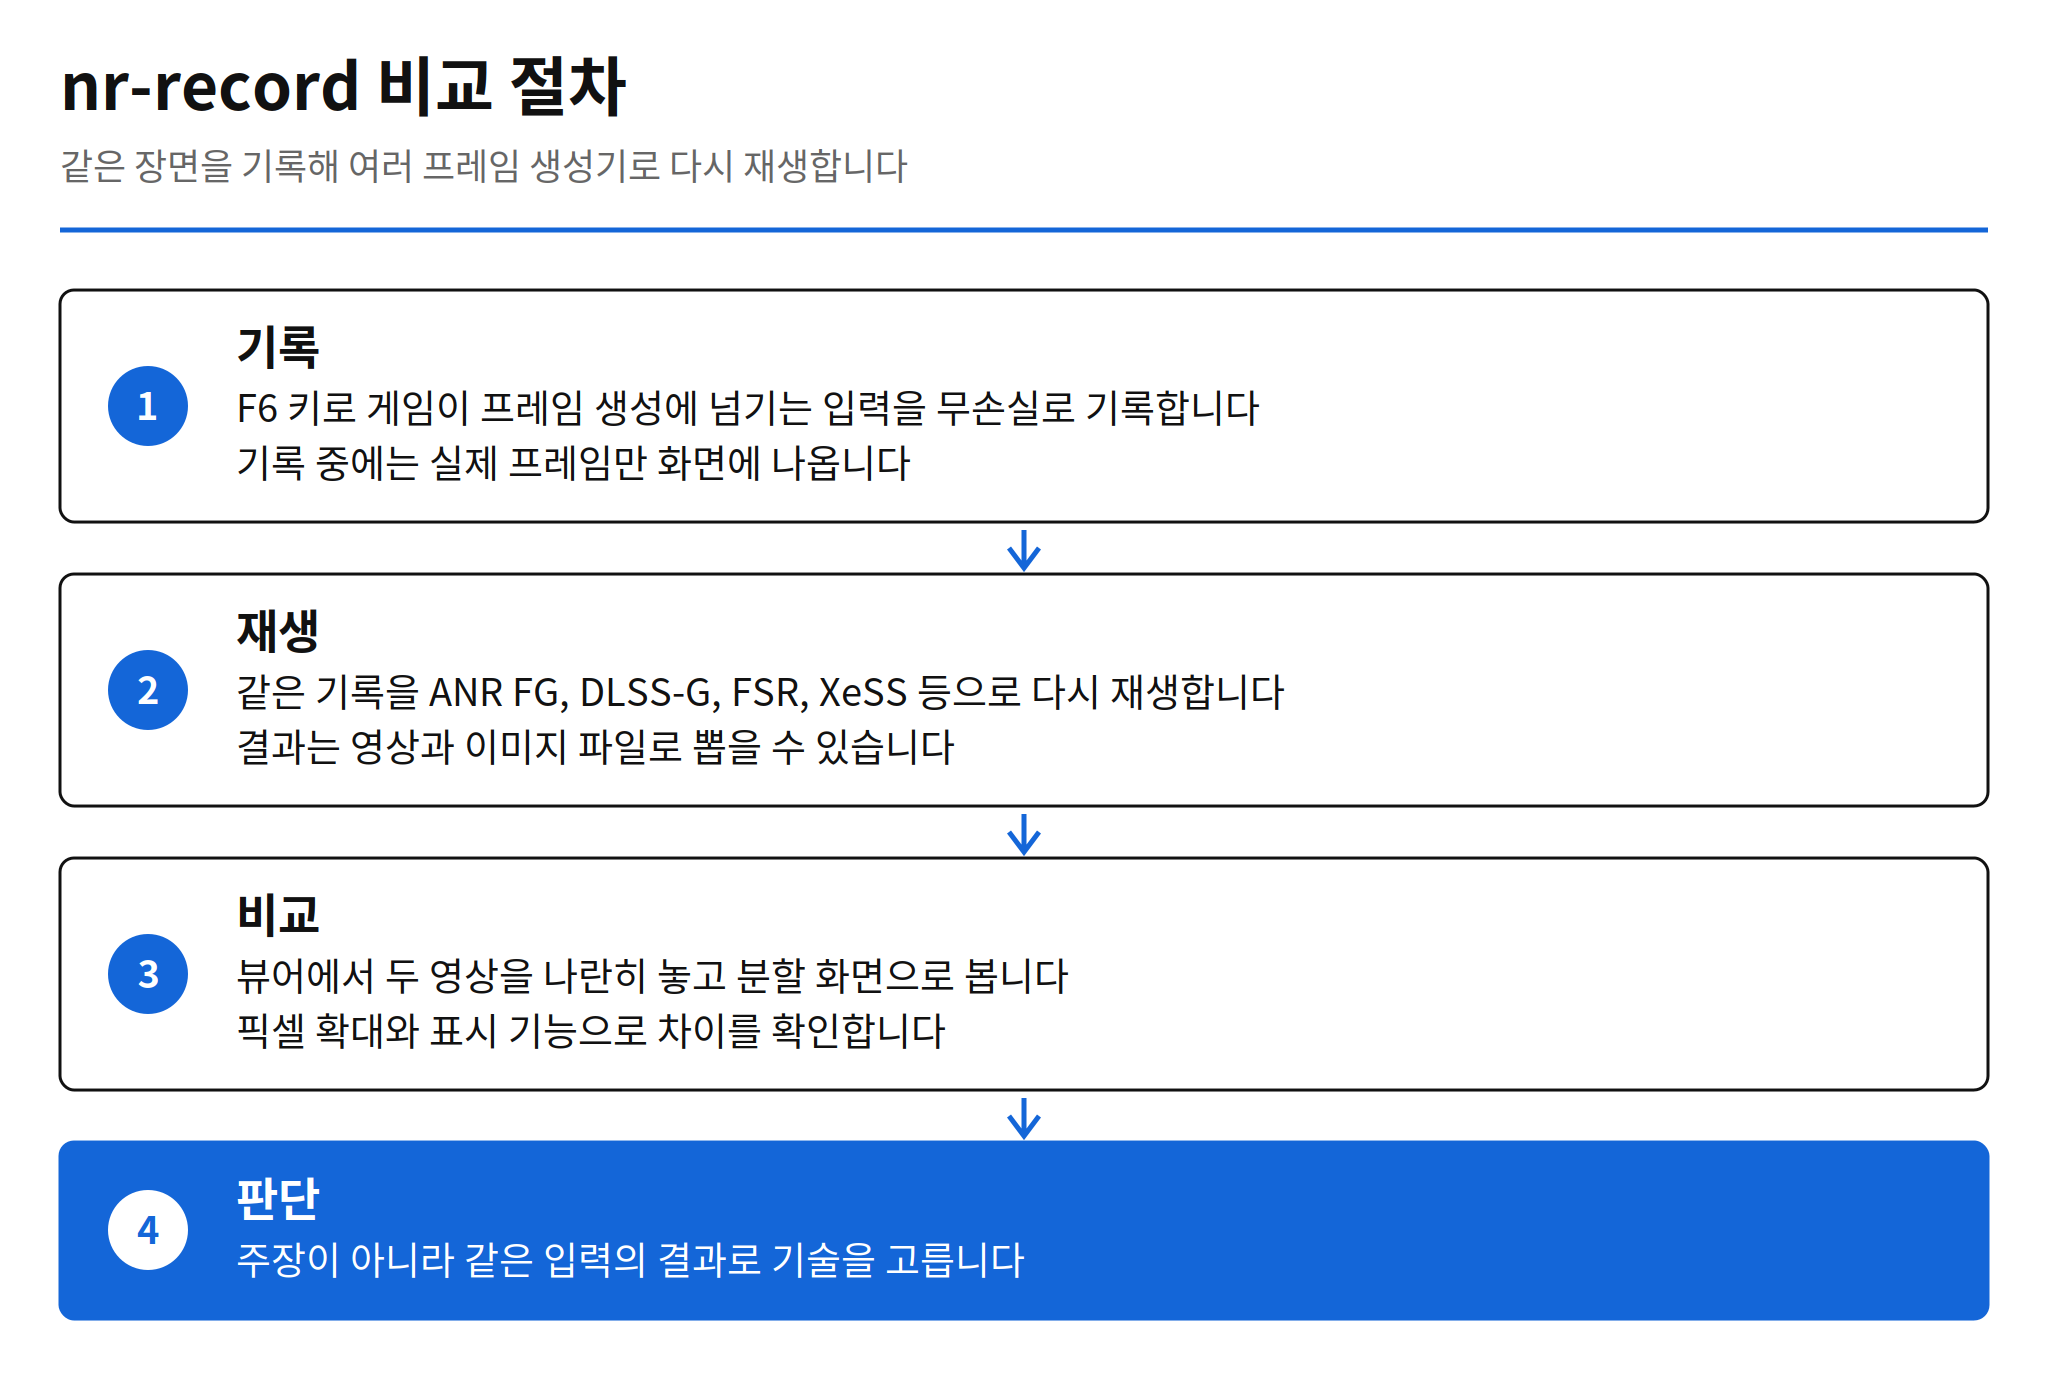 nr-record 비교 절차
같은 장면을 기록해 여러 프레임 생성기로 다시 재생합니다
1
기록
F6 키로 게임이 프레임 생성에 넘기는 입력을 무손실로 기록합니다
기록 중에는 실제 프레임만 화면에 나옵니다
2
재생
같은 기록을 ANR FG, DLSS-G, FSR, XeSS 등으로 다시 재생합니다
결과는 영상과 이미지 파일로 뽑을 수 있습니다
3
비교
뷰어에서 두 영상을 나란히 놓고 분할 화면으로 봅니다
픽셀 확대와 표시 기능으로 차이를 확인합니다
4
판단
주장이 아니라 같은 입력의 결과로 기술을 고릅니다